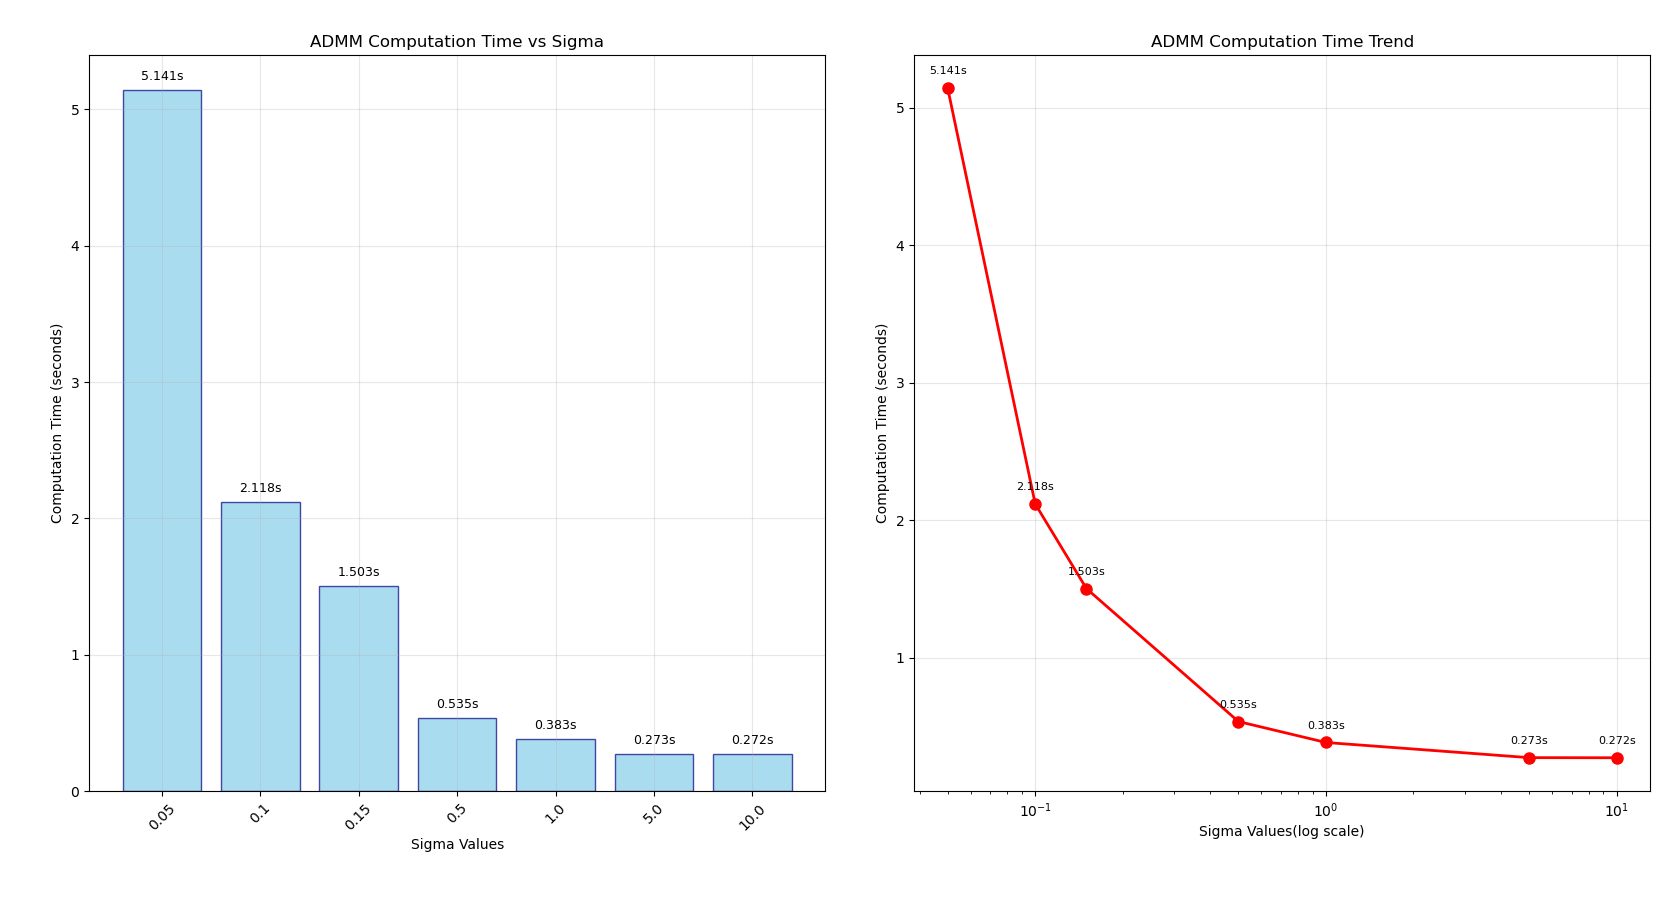 ADMM Computation Time vs Sigma
Computation Time (seconds)
5
4
3
2
1
0
5.141s
2.118s
1.503s
0.535s
0.383s
0.273s
0.272s
0.05
0.1
0.15
0.5
1.0
5.0
10.0
Sigma Values
ADMM Computation Time Trend
Computation Time (seconds)
5
4
3
2
1
5.141s
2.118s
1.503s
0.535s
0.383s
0.273s
0.272s
10⁻¹
10⁰
10¹
Sigma Values(log scale)